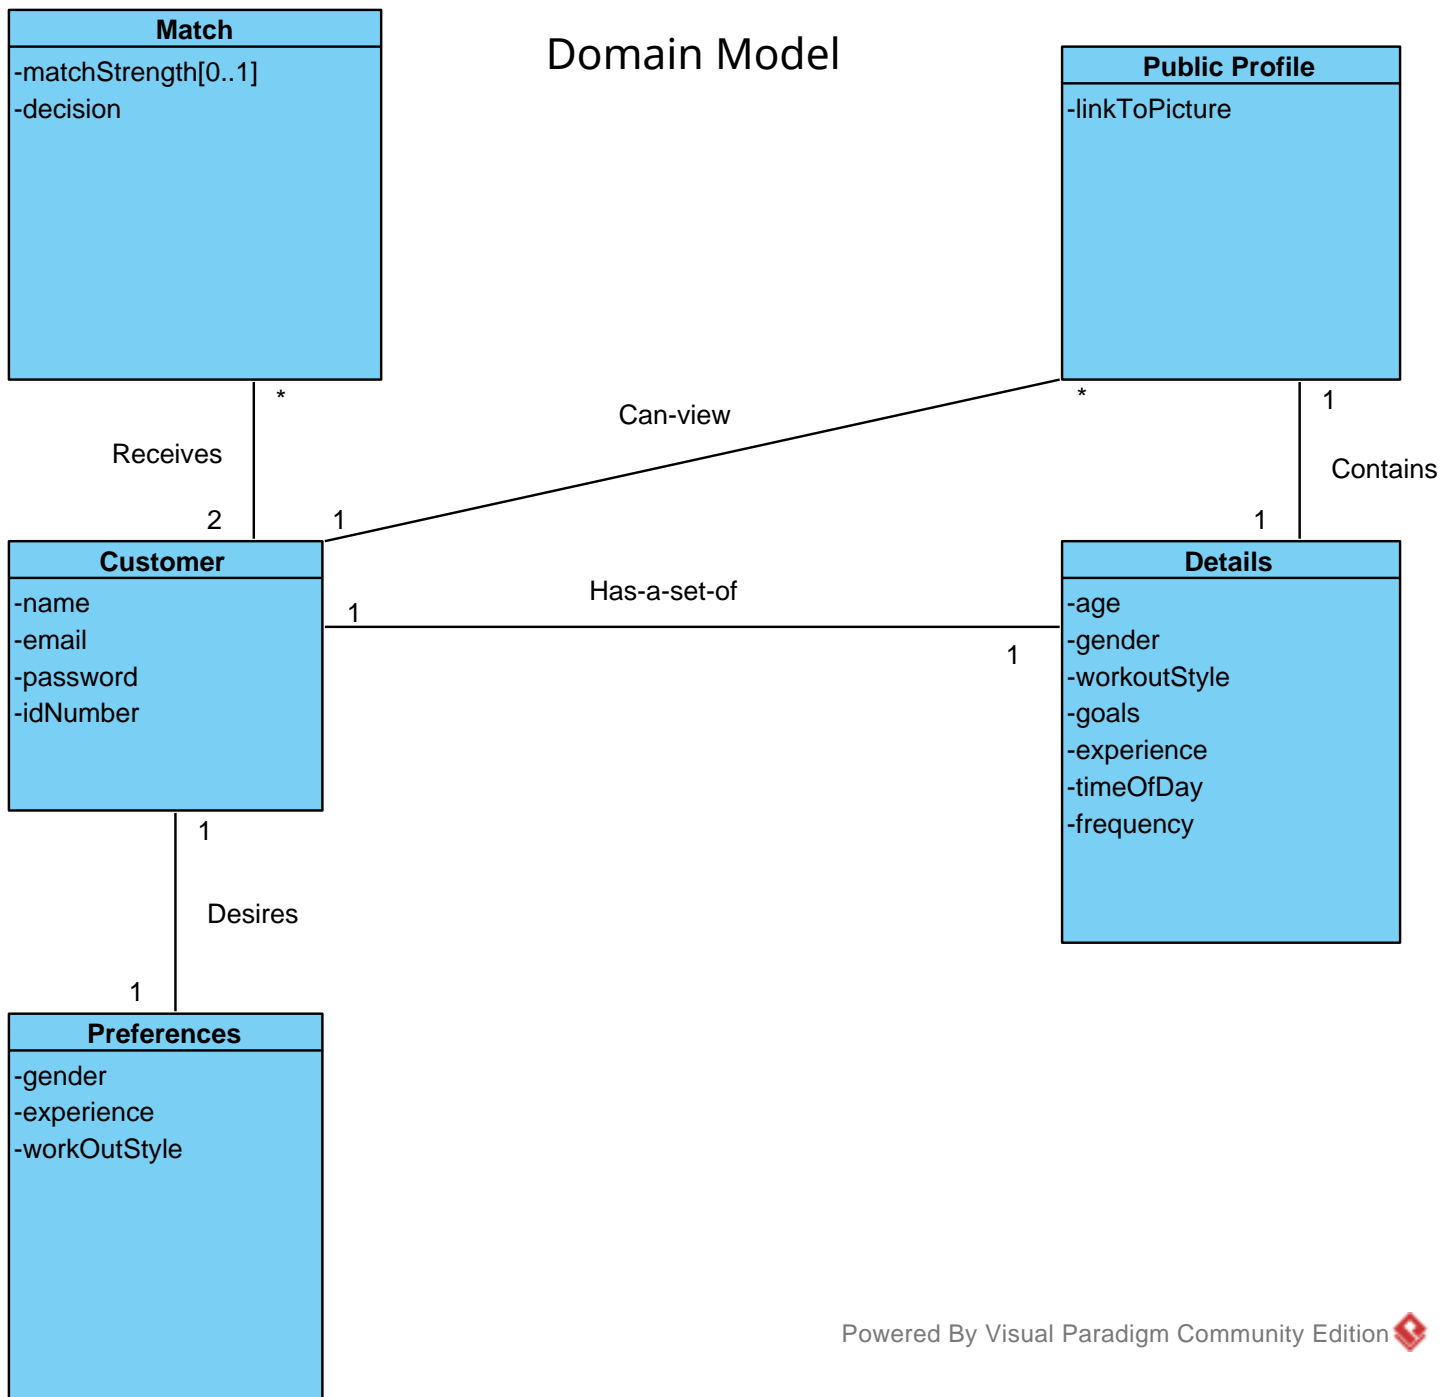 Domain Model
Match
-matchStrength[0..1]
-decision
Public Profile
-linkToPicture
*
Receives
2
Can-view
*
1
1
Contains
1
Customer
-name
-email
-password
-idNumber
Has-a-set-of
1
1
Details
-age
-gender
-workoutStyle
-goals
-experience
-timeOfDay
-frequency
1
Desires
1
Preferences
-gender
-experience
-workOutStyle
Powered By Visual Paradigm Community Edition